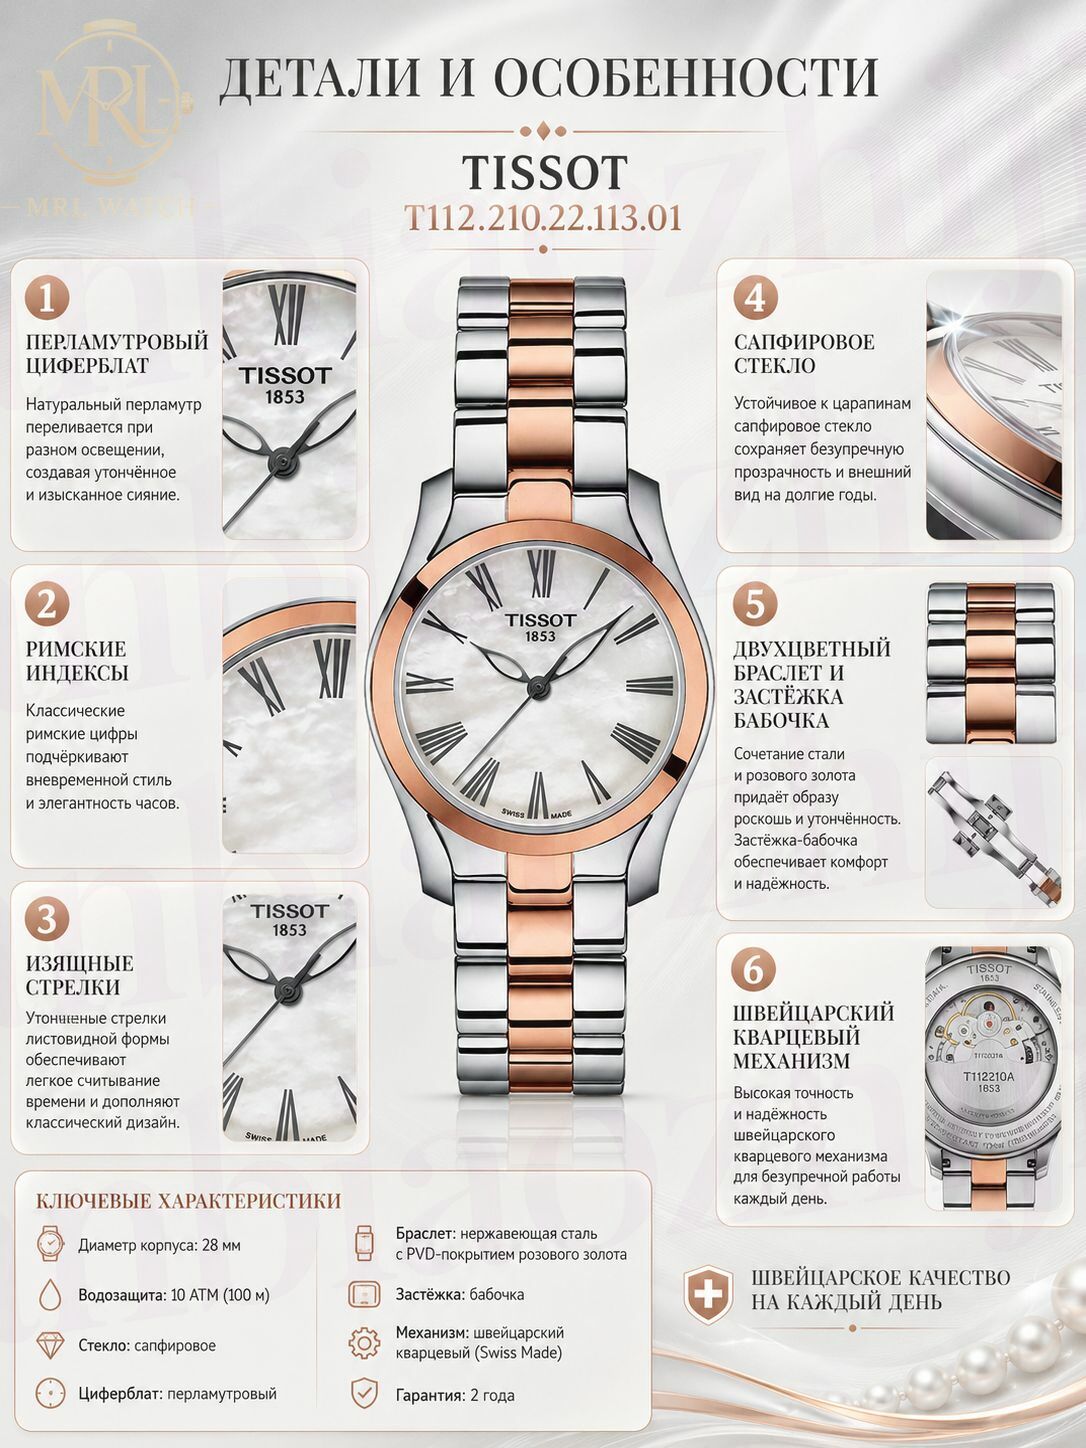 MRL
MRL WATCH
ДЕТАЛИ И ОСОБЕННОСТИ
TISSOT
T112.210.22.113.01
1
ПЕРЛАМУТРОВЫЙ
ЦИФЕРБЛАТ
Натуральный перламутр
переливается при
разном освещении,
создавая утончённое
и изысканное сияние.
XII
TISSOT
1853
2
РИМСКИЕ
ИНДЕКСЫ
Классические
римские цифры
подчёркивают
вневременной стиль
и элегантность часов.
XI XII
3
ИЗЯЩНЫЕ
СТРЕЛКИ
стрелки
листовидной формы
обеспечивают
легкое считывание
времени и дополняют
классический дизайн.
TISSOT
1853
SWISS MADE
TISSOT
1853
SWISS MADE
4
САПФИРОВОЕ
СТЕКЛО
Устойчивое к царапинам
сапфировое стекло
сохраняет безупречную
прозрачность и внешний
вид на долгие годы.
5
ДВУХЦВЕТНЫЙ
БРАСЛЕТ И
ЗАСТЁЖКА
БАБОЧКА
Сочетание стали
и розового золота
придаёт образу
роскошь и утончённость.
Застёжка-бабочка
обеспечивает комфорт
и надёжность.
6
ШВЕЙЦАРСКИЙ
КВАРЦЕВЫЙ
МЕХАНИЗМ
Высокая точность
и надёжность
швейцарского
кварцевого механизма
для безупречной работы
каждый день.
TISSOT
1853
T112210A
1853
КЛЮЧЕВЫЕ ХАРАКТЕРИСТИКИ
Диаметр корпуса: 28 мм
Водозащита: 10 ATM (100 м)
Стекло: сапфировое
Циферблат: перламутровый
Браслет: нержавеющая сталь
с PVD-покрытием розового золота
Застёжка: бабочка
Механизм: швейцарский
кварцевый (Swiss Made)
Гарантия: 2 года
ШВЕЙЦАРСКОЕ КАЧЕСТВО
НА КАЖДЫЙ ДЕНЬ